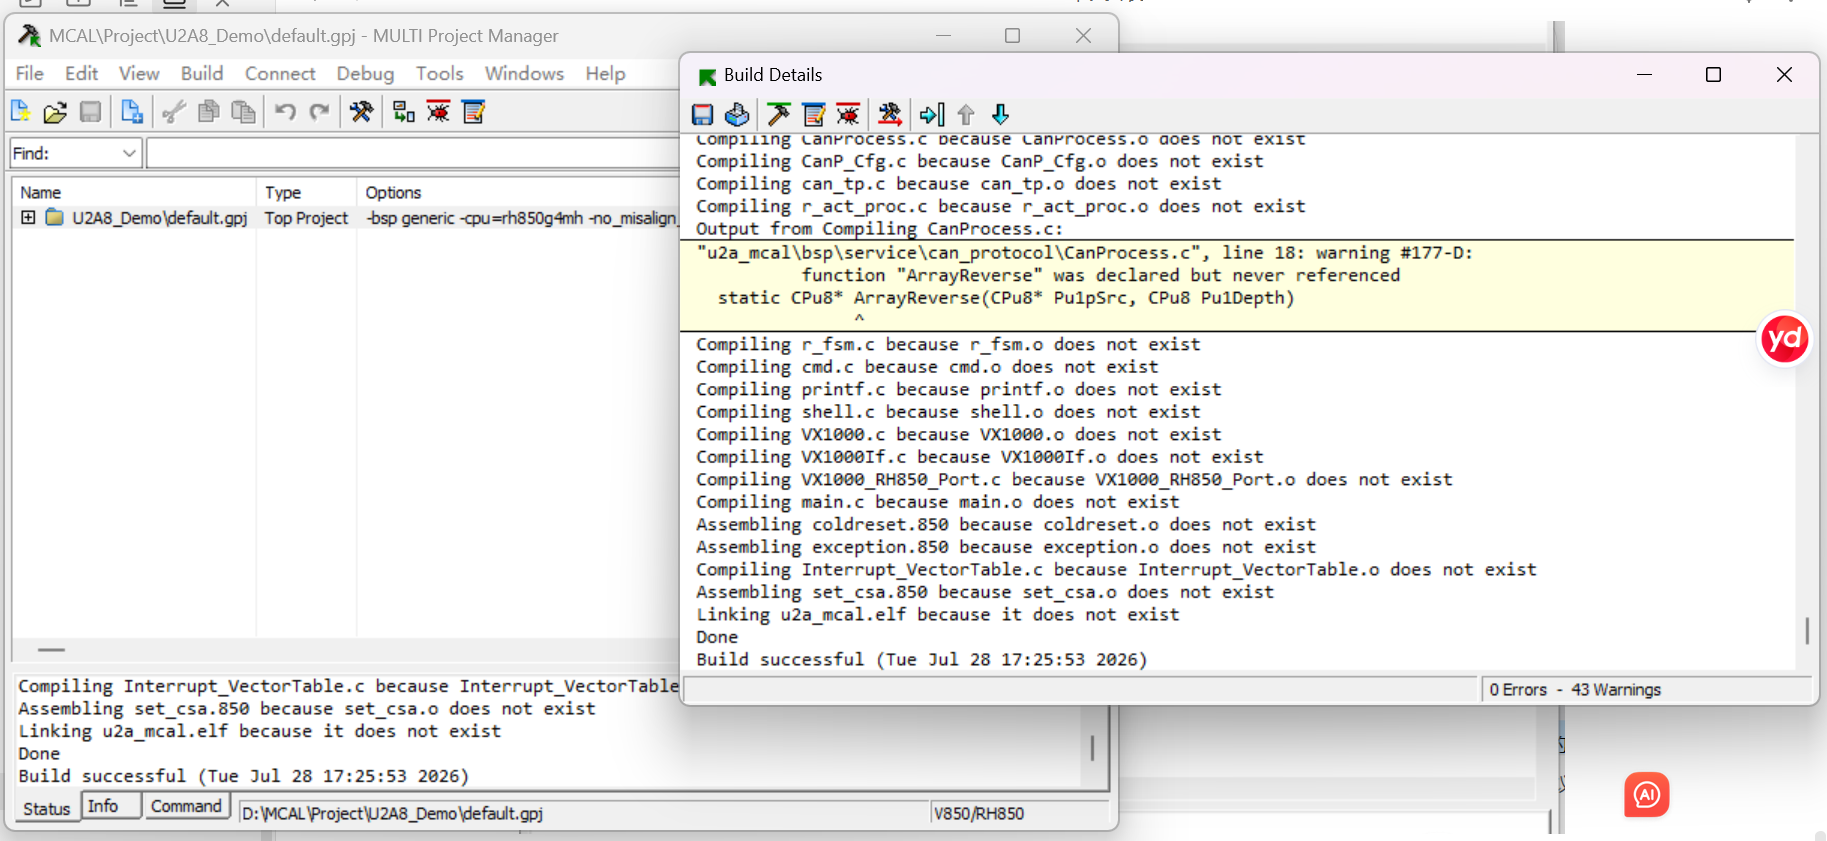 MCAL\Project\U2A8_Demo\default.gpj - MULTI Project Manager
File Edit View Build Connect Debug Tools Windows Help
Find:
Name Type Options
U2A8_Demo\default.gpj Top Project -bsp generic -cpu=rh850g4mh -no_misalign_
Compiling Interrupt_VectorTable.c because Interrupt_VectorTable
Assembling set_csa.850 because set_csa.o does not exist
Linking u2a_mcal.elf because it does not exist
Done
Build successful (Tue Jul 28 17:25:53 2026)
Status Info Command D:\MCAL\Project\U2A8_Demo\default.gpj V850/RH850
Build Details
Compiling CanProcess.c because CanProcess.o does not exist
Compiling CanP_Cfg.c because CanP_Cfg.o does not exist
Compiling can_tp.c because can_tp.o does not exist
Compiling r_act_proc.c because r_act_proc.o does not exist
Output from Compiling CanProcess.c:
"u2a_mcal\bsp\service\can_protocol\CanProcess.c", line 18: warning #177-D:
function "ArrayReverse" was declared but never referenced
static CPu8* ArrayReverse(CPu8* Pu1pSrc, CPu8 Pu1Depth)
^
Compiling r_fsm.c because r_fsm.o does not exist
Compiling cmd.c because cmd.o does not exist
Compiling printf.c because printf.o does not exist
Compiling shell.c because shell.o does not exist
Compiling VX1000.c because VX1000.o does not exist
Compiling VX1000If.c because VX1000If.o does not exist
Compiling VX1000_RH850_Port.c because VX1000_RH850_Port.o does not exist
Compiling main.c because main.o does not exist
Assembling coldreset.850 because coldreset.o does not exist
Assembling exception.850 because exception.o does not exist
Compiling Interrupt_VectorTable.c because Interrupt_VectorTable.o does not exist
Assembling set_csa.850 because set_csa.o does not exist
Linking u2a_mcal.elf because it does not exist
Done
Build successful (Tue Jul 28 17:25:53 2026)
0 Errors - 43 Warnings
yd
AI